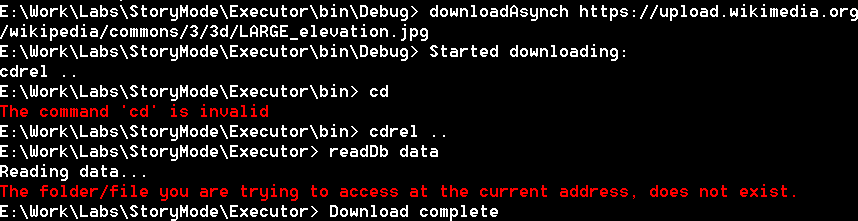 E:\Work\Labs\StoryMode\Executor\bin\Debug> downloadAsynch https://upload.wikimedia.org
/wikipedia/commons/3/3d/LARGE_elevation.jpg
E:\Work\Labs\StoryMode\Executor\bin\Debug> Started downloading:
cdrel ..
E:\Work\Labs\StoryMode\Executor\bin> cd
The command 'cd' is invalid
E:\Work\Labs\StoryMode\Executor\bin> cdrel ..
E:\Work\Labs\StoryMode\Executor> readDb data
Reading data...
The folder/file you are trying to access at the current address, does not exist.
E:\Work\Labs\StoryMode\Executor> Download complete